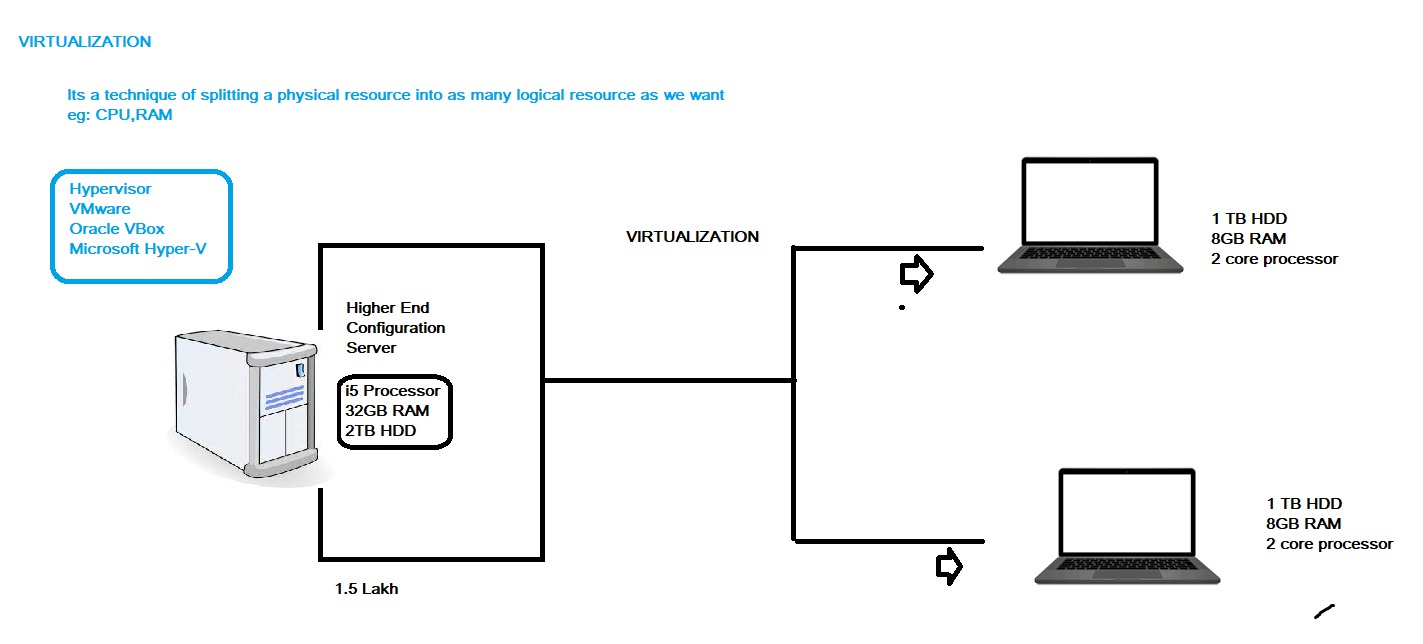 VIRTUALIZATION
Its a technique of splitting a physical resource into as many logical resource as we want
eg: CPU,RAM
Hypervisor
VMware
Oracle VBox
Microsoft Hyper-V
Higher End
Configuration
Server
i5 Processor
32GB RAM
2TB HDD
1.5 Lakh
VIRTUALIZATION
1 TB HDD
8GB RAM
2 core processor
1 TB HDD
8GB RAM
2 core processor